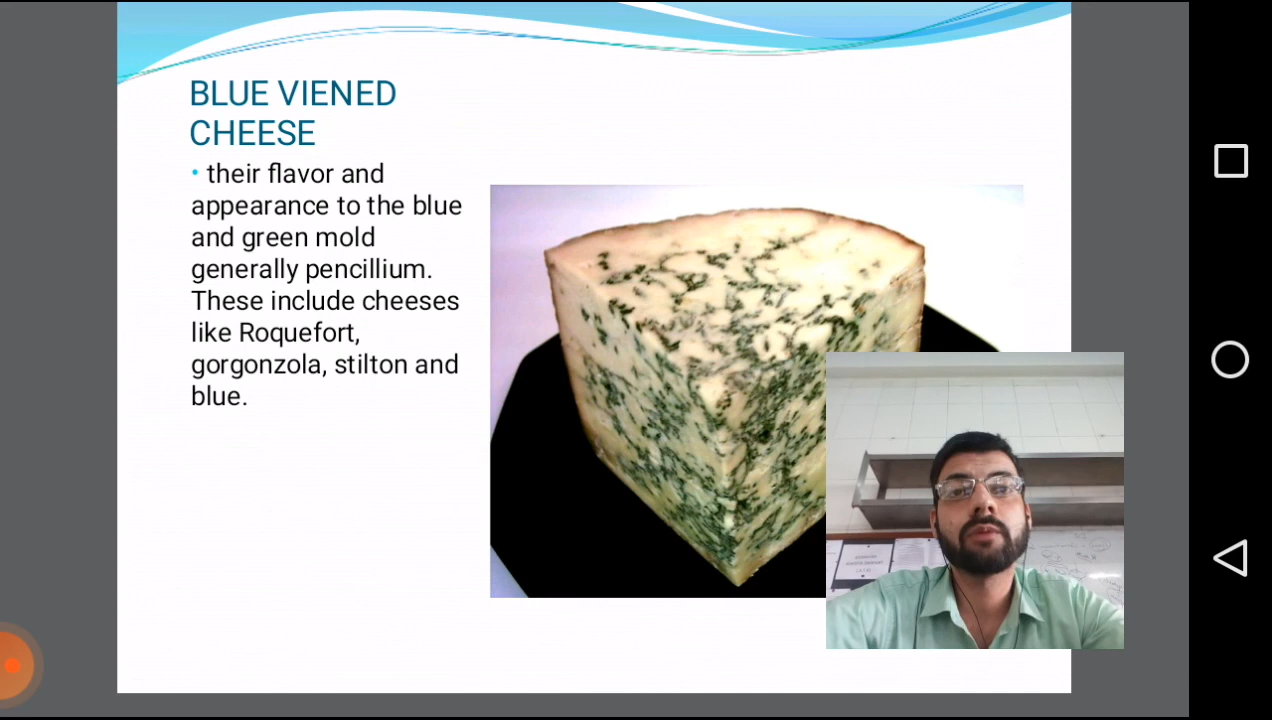 BLUE VIENED
CHEESE
• their flavor and
appearance to the blue
and green mold
generally pencillium.
These include cheeses
like Roquefort,
gorgonzola, stilton and
blue.